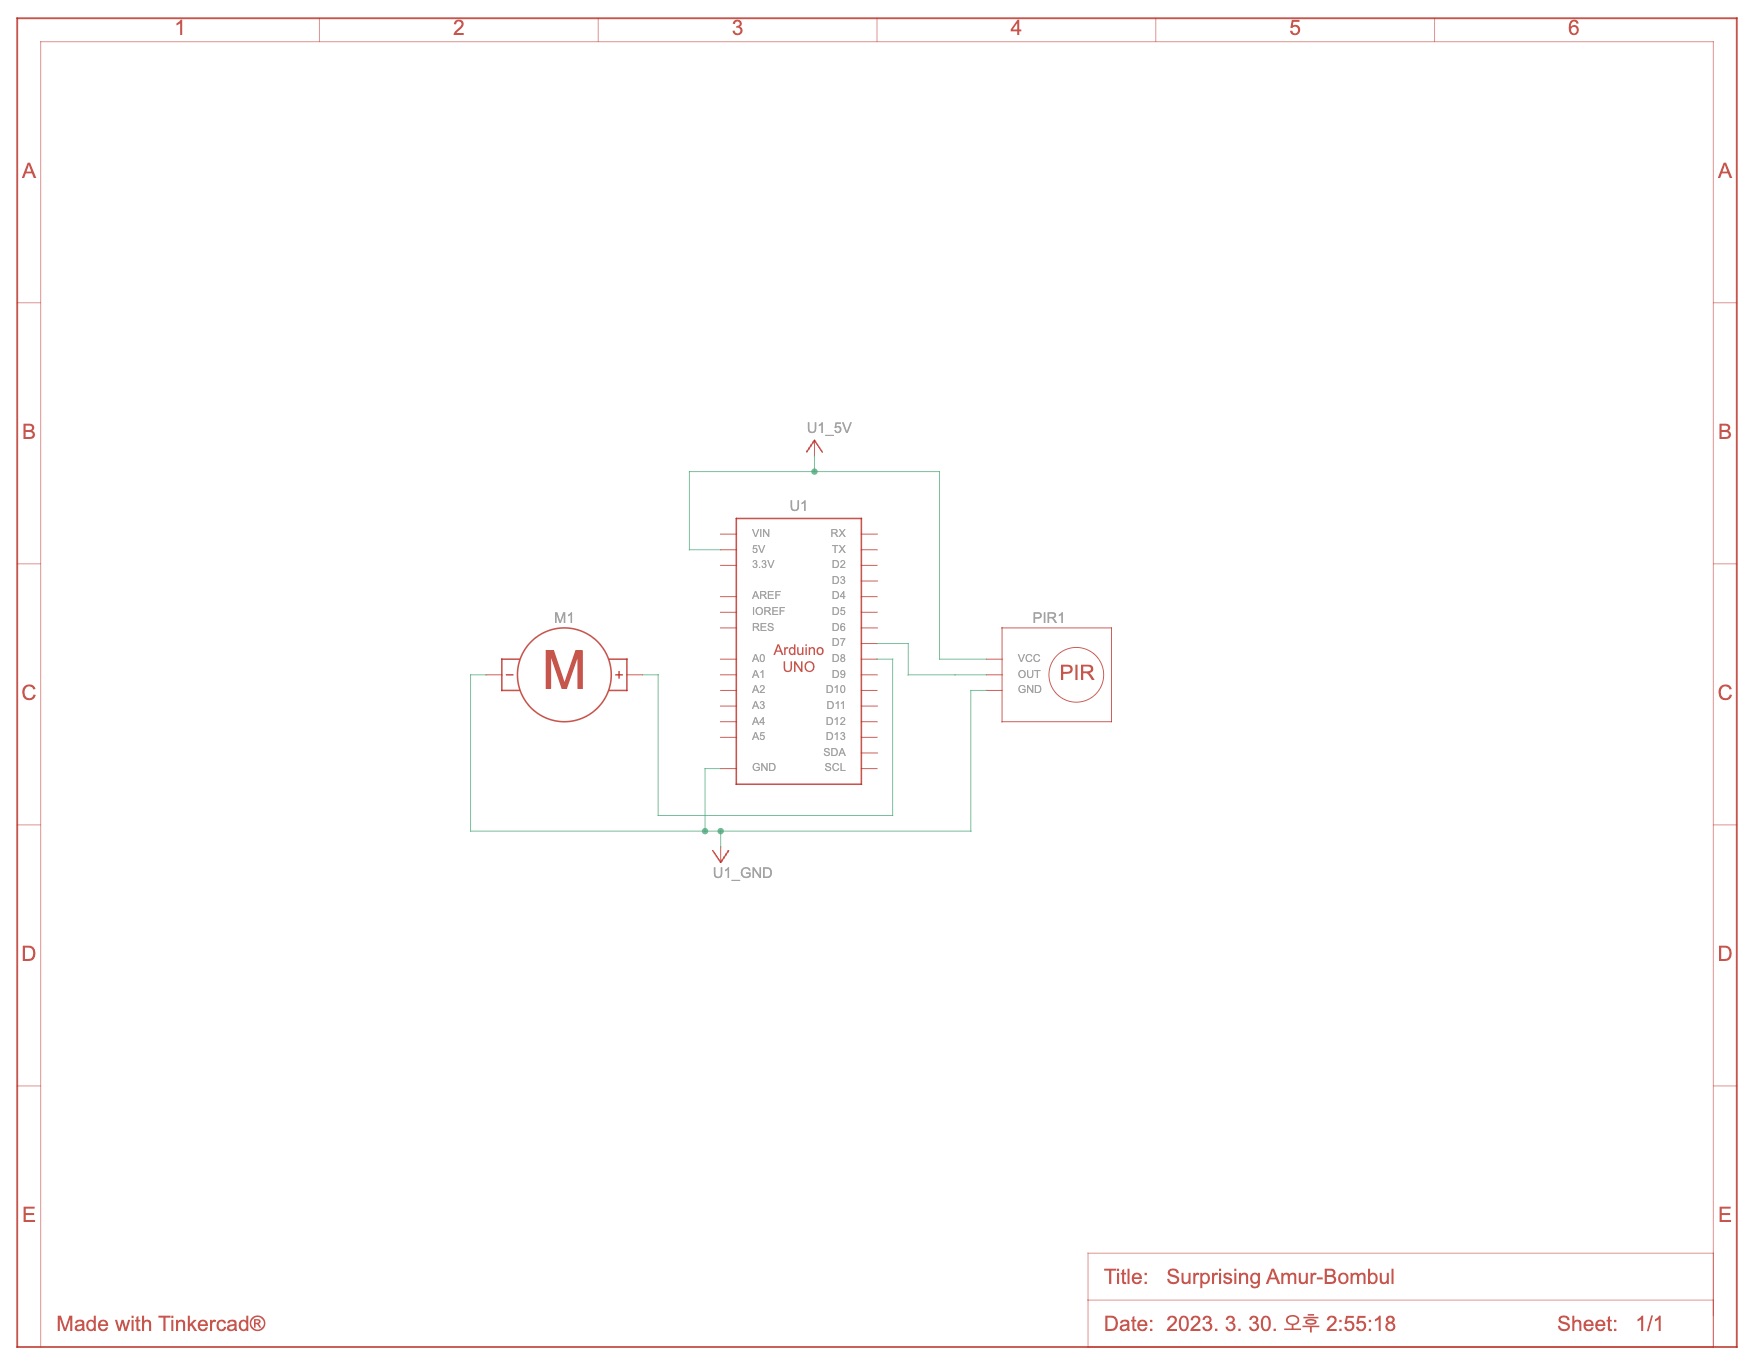 1 2 3 4 5 6
A A
B B
C C
D D
E E
U1_5V
U1
VIN RX
5V TX
3.3V D2
D3
AREF D4
IOREF D5
RES D6
D7
Arduino
UNO
A0 D8
A1 D9
A2 D10
A3 D11
A4 D12
A5 D13
SDA
GND SCL
M1
- M +
PIR1
VCC
OUT
GND
PIR
U1_GND
Title: Surprising Amur-Bombul
Made with Tinkercad®
Date: 2023. 3. 30. 오후 2:55:18 Sheet: 1/1